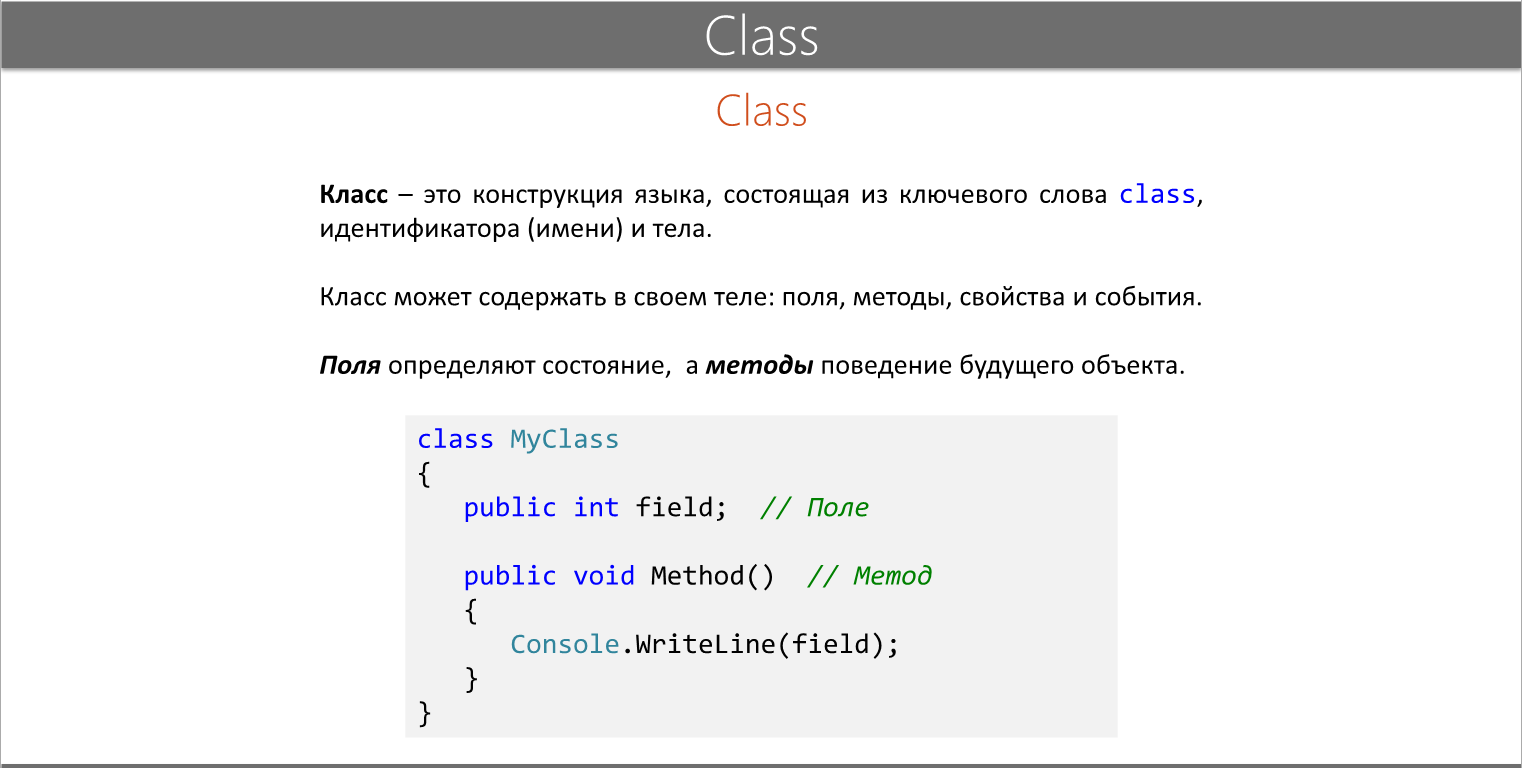 Class
Class
Класс – это конструкция языка, состоящая из ключевого слова class,
идентификатора (имени) и тела.
Класс может содержать в своем теле: поля, методы, свойства и события.
Поля определяют состояние,  а методы поведение будущего объекта.
class MyClass
{
   public int field;  // Поле
   public void Method()  // Метод
   {
      Console.WriteLine(field);
   }
}